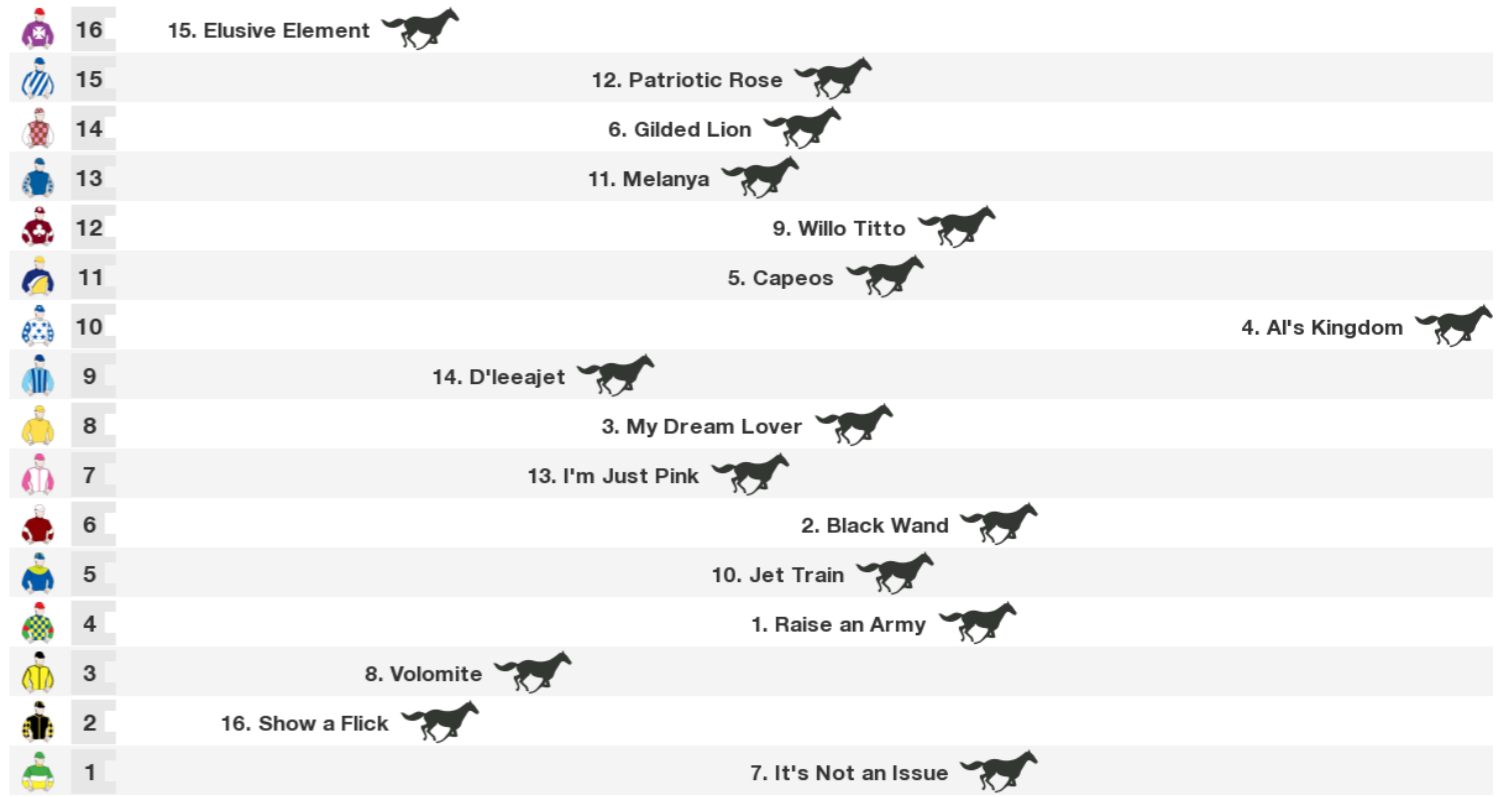 16 15. Elusive Element
15 12. Patriotic Rose
14 6. Gilded Lion
13 11. Melanya
12 9. Willo Titto
11 5. Capeos
10 4. Al's Kingdom
9 14. D'leeajet
8 3. My Dream Lover
7 13. I'm Just Pink
6 2. Black Wand
5 10. Jet Train
4 1. Raise an Army
3 8. Volomite
2 16. Show a Flick
1 7. It's Not an Issue